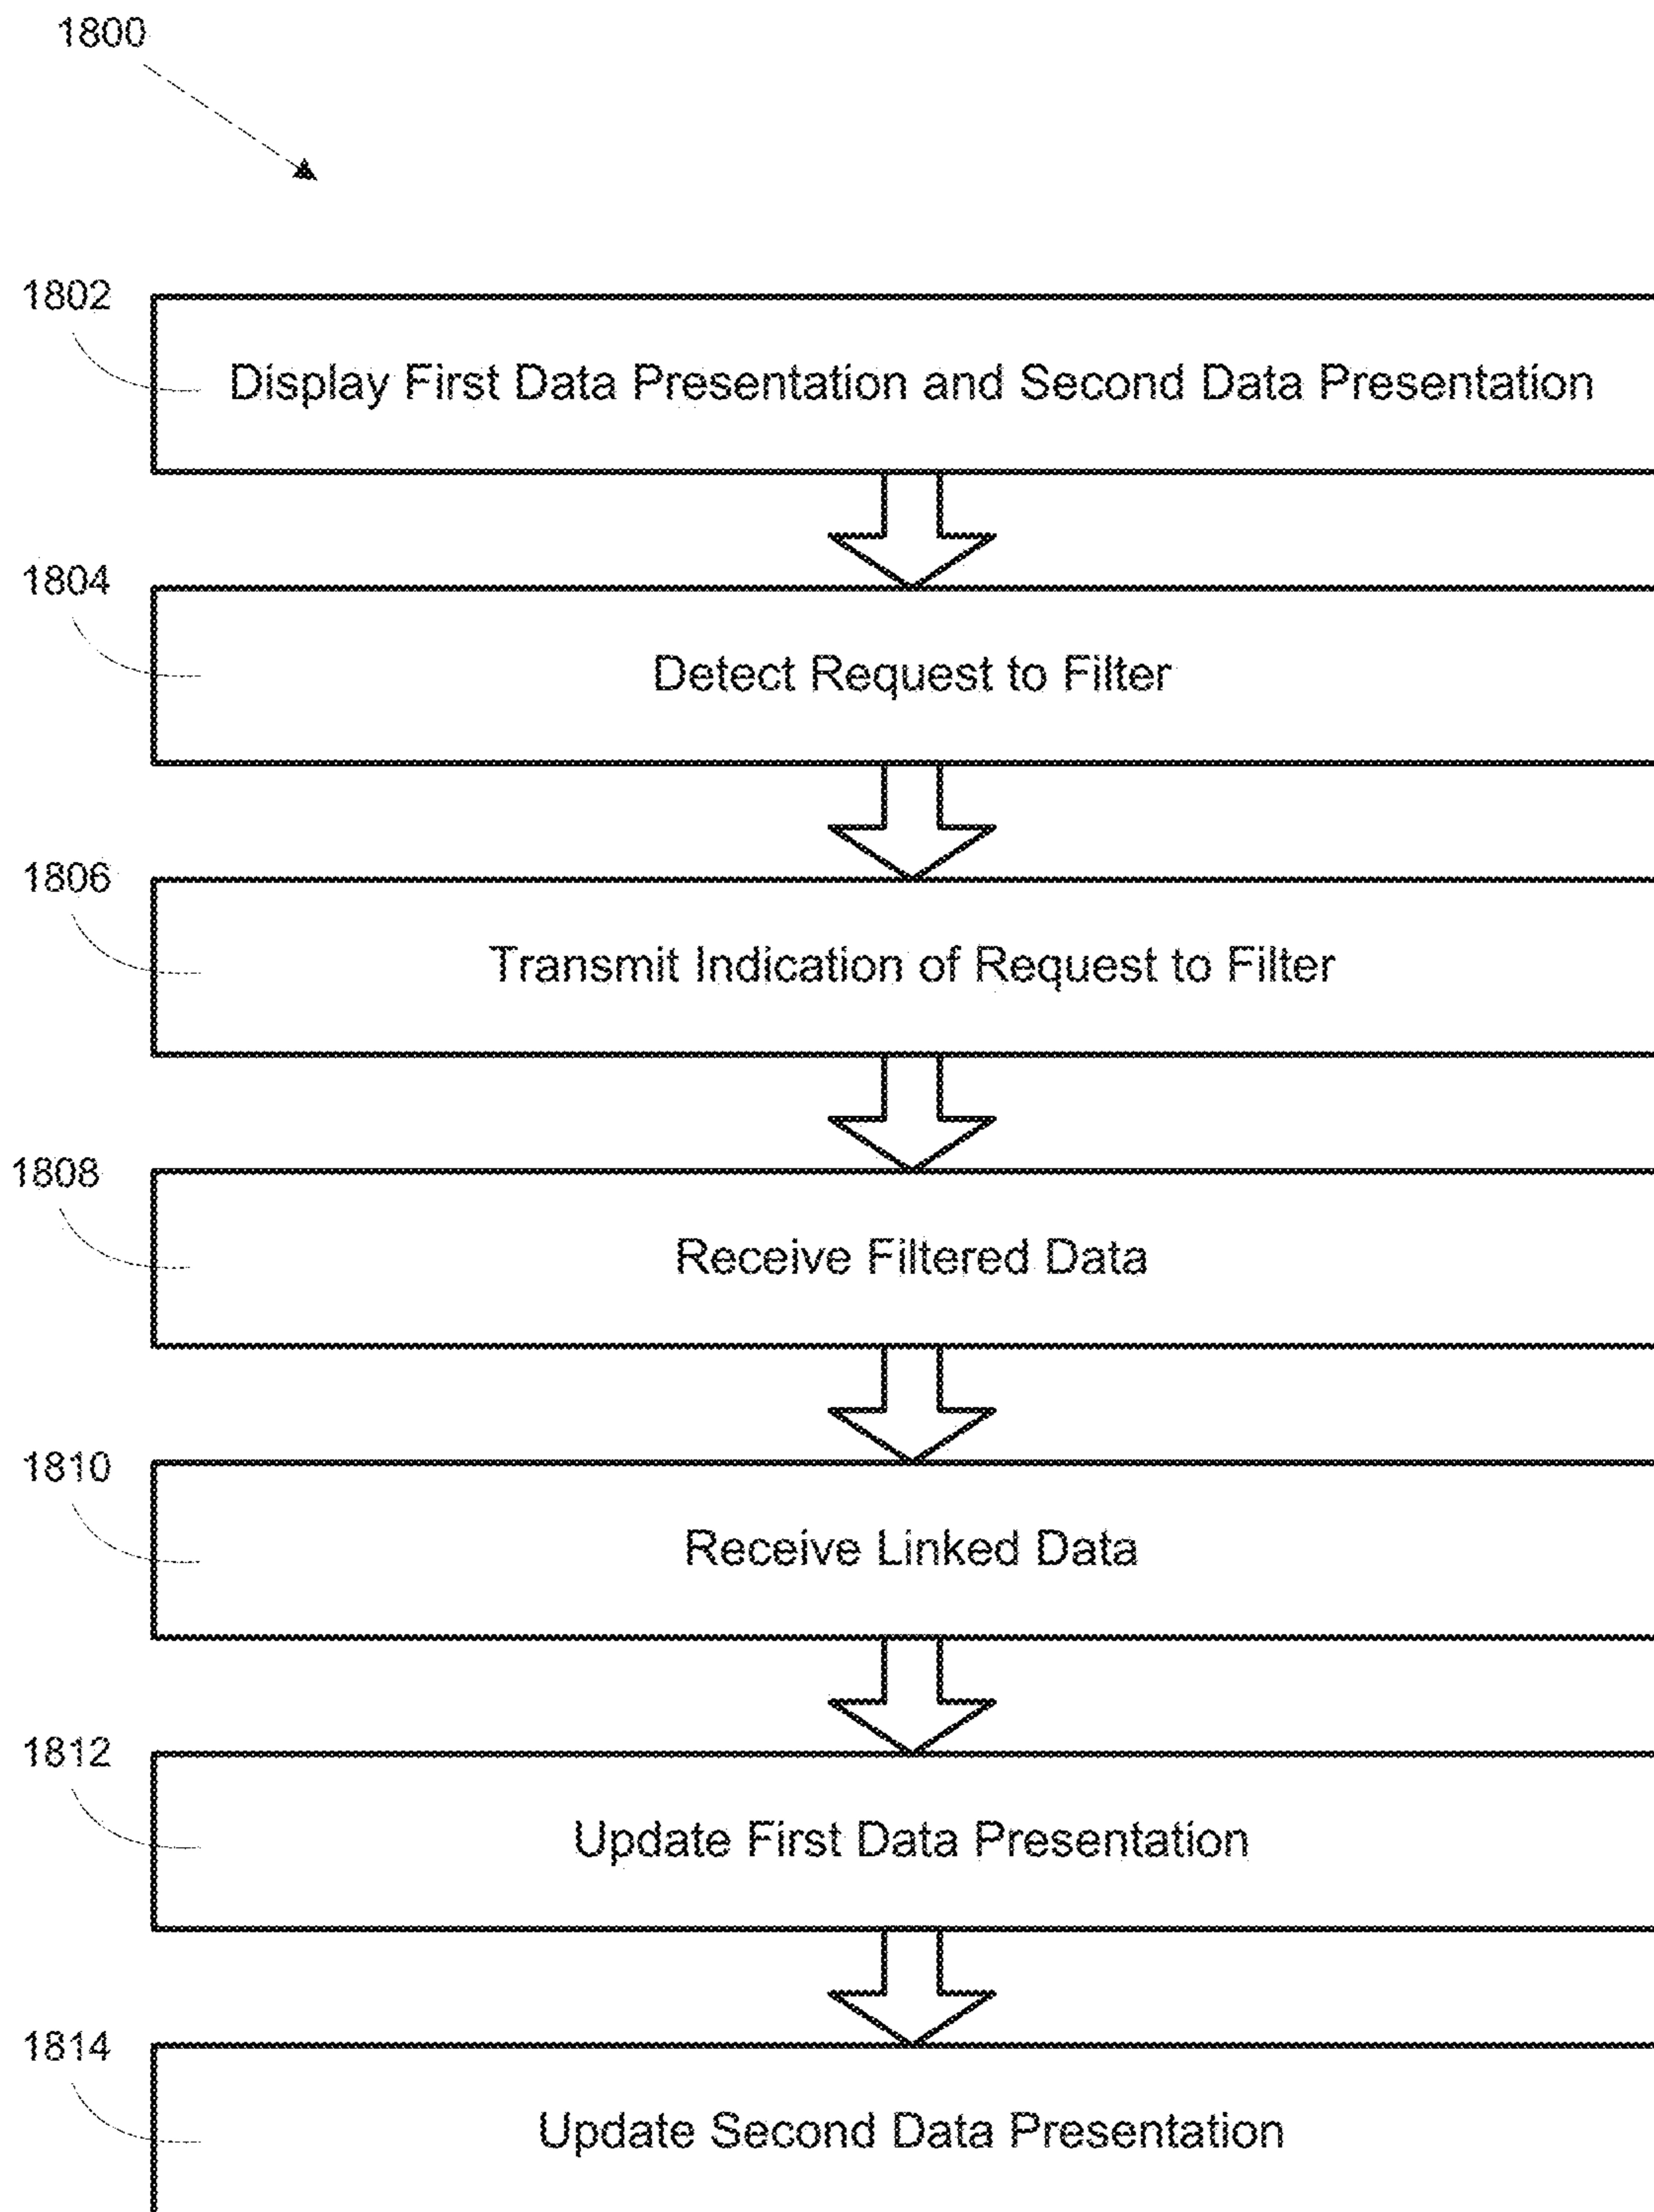 1800
1802
Display First Data Presentation and Second Data Presentation
1804
Detect Request to Filter
1806
Transmit Indication of Request to Filter
1808
Receive Filtered Data
1810
Receive Linked Data
1812
Update First Data Presentation
1814
Update Second Data Presentation